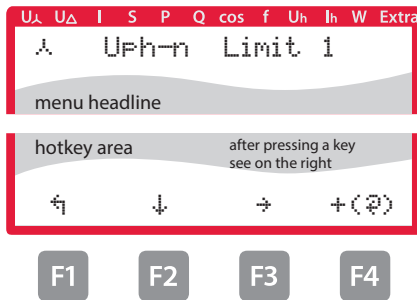 U⅄ U△ I S P Q cos f Uh Ih W Extra
⅄ Uph-n Limit 1
menu headline
hotkey area
after pressing a key
see on the right
↰ ↓ → +(⤾)
F1 F2 F3 F4